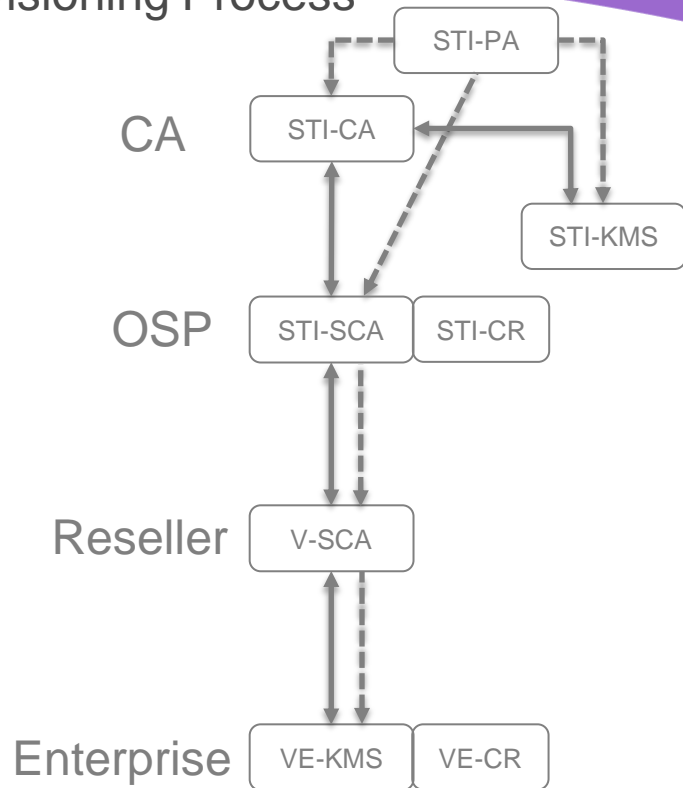 Process
STI-PA
CA
STI-CA
STI-KMS
OSP
STI-SCA
STI-CR
Reseller
V-SCA
Enterprise
VE-KMS
VE-CR